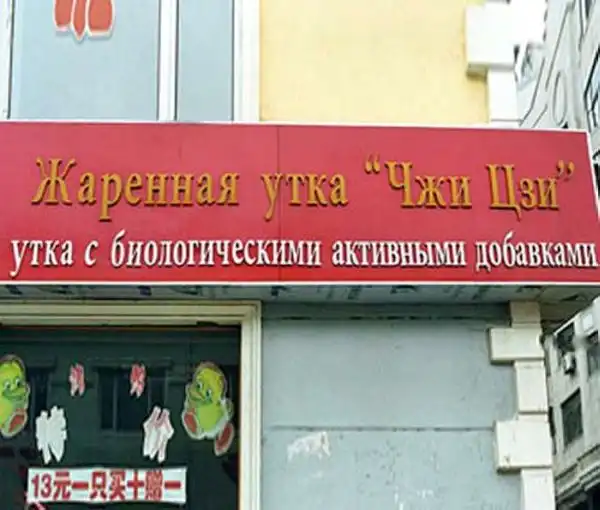 Жаренная утка “Чжи Цзи”
утка с биологическими активными добавками
13元一只买十赠一